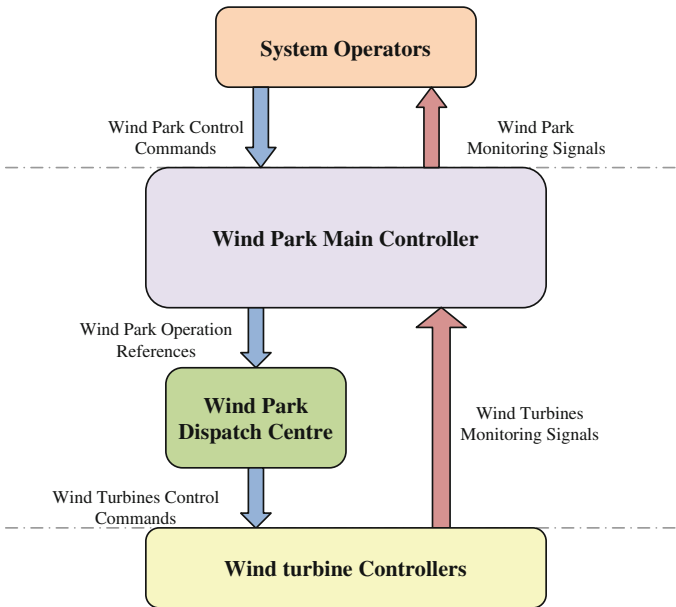 System Operators
Wind Park Control
Commands
Wind Park
Monitoring Signals
Wind Park Main Controller
Wind Park Operation
References
Wind Park
Dispatch Centre
Wind Turbines
Monitoring Signals
Wind Turbines Control
Commands
Wind turbine Controllers